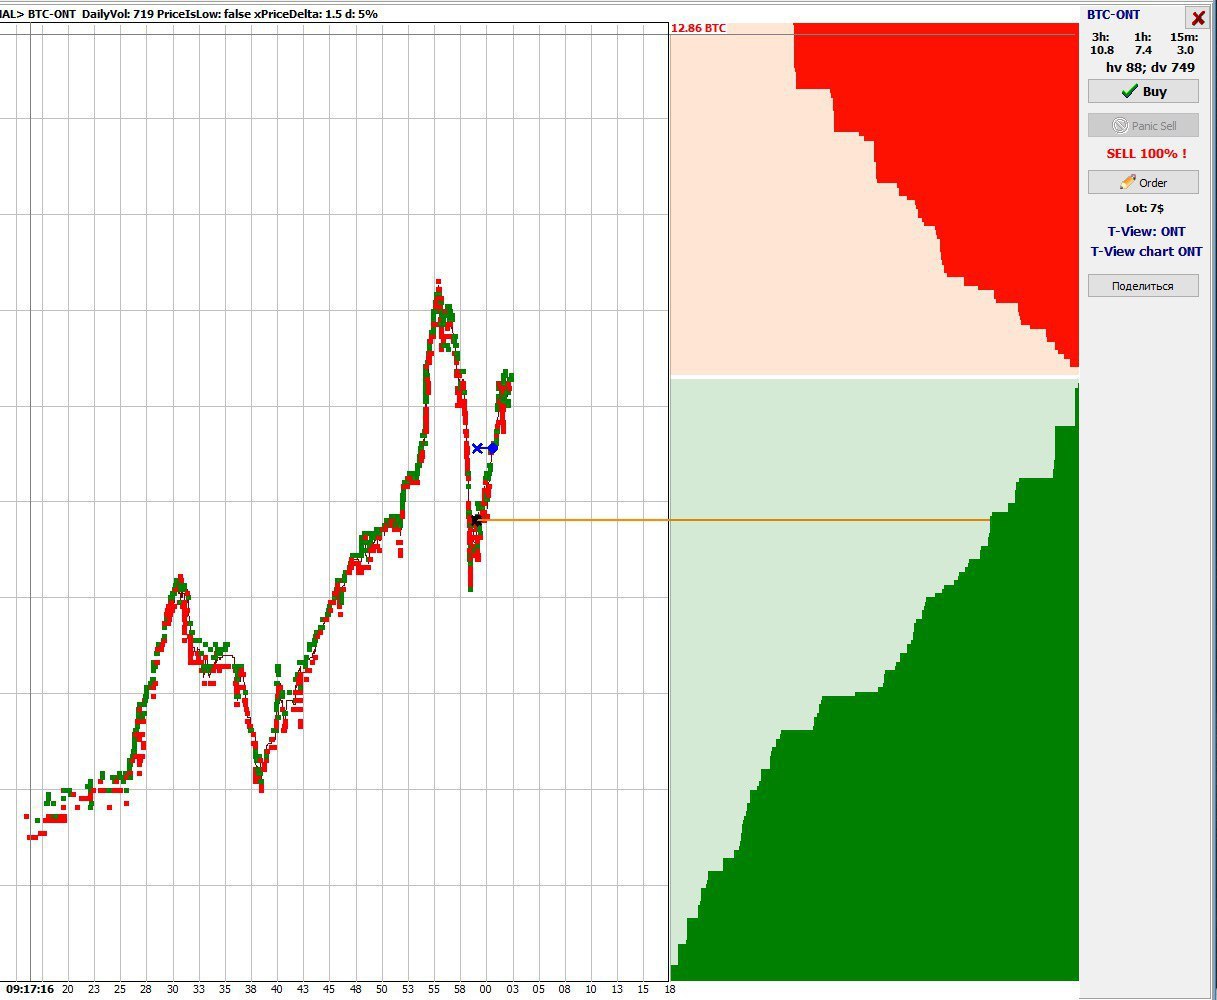 IAL> BTC-ONT DailyVol: 719 PriceIsLow: false xPriceDelta: 1.5 d: 5%
12.86 BTC
BTC-ONT
3h: 1h: 15m:
10.8 7.4 3.0
hv 88; dv 749
Buy
Panic Sell
SELL 100% !
Order
Lot: 7$
T-View: ONT
T-View chart ONT
Поделиться
09:17:16 20 23 25 28 30 33 35 38 40 43 45 48 50 53 55 58 00 03 05 08 10 13 15 18